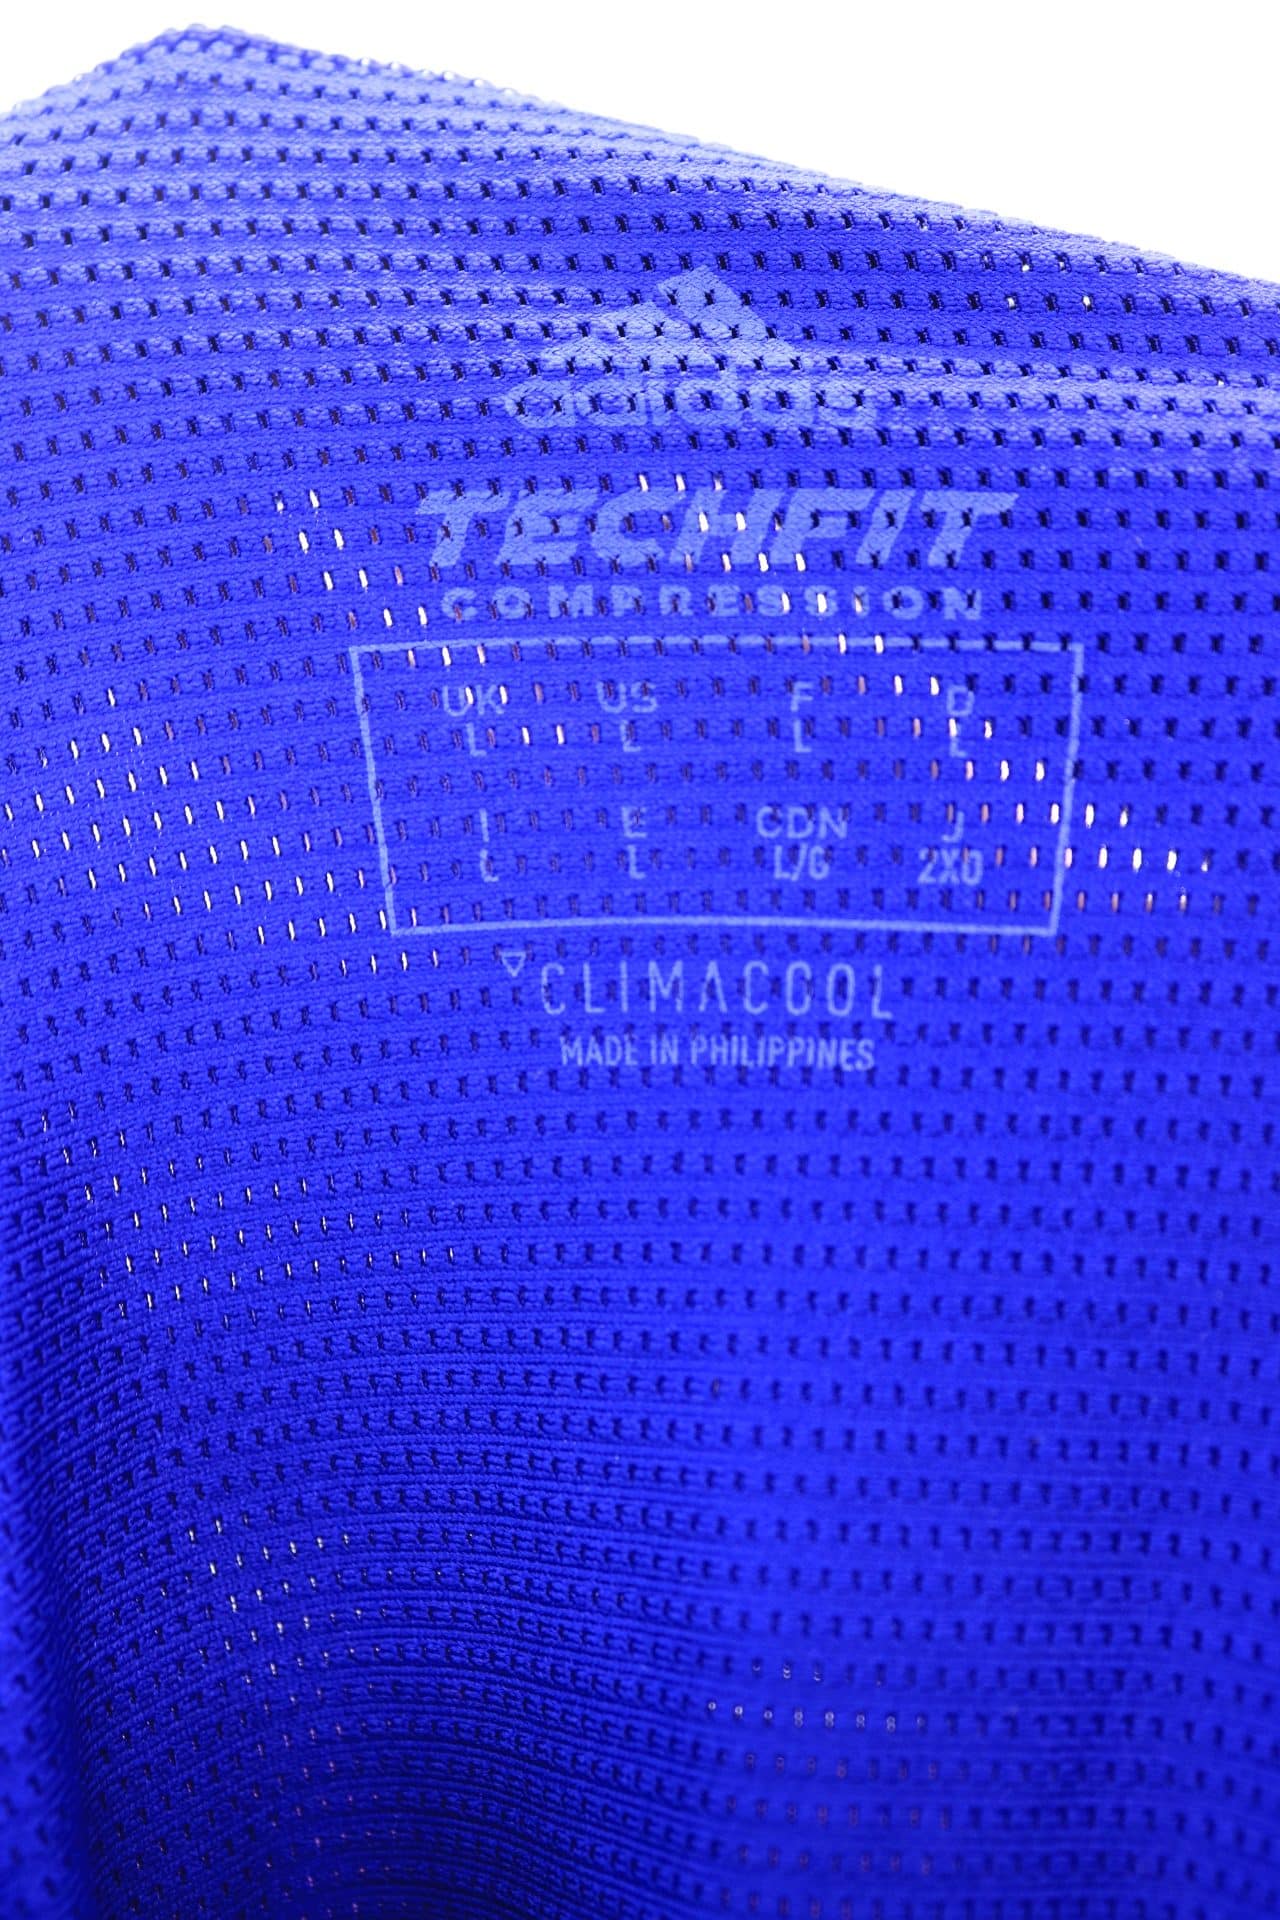 adidas
TECHFIT
COMPRESSION
UK US F D
L L L L
I E CDN J
L L L/G 2XO
CLIMACOOL
MADE IN PHILIPPINES